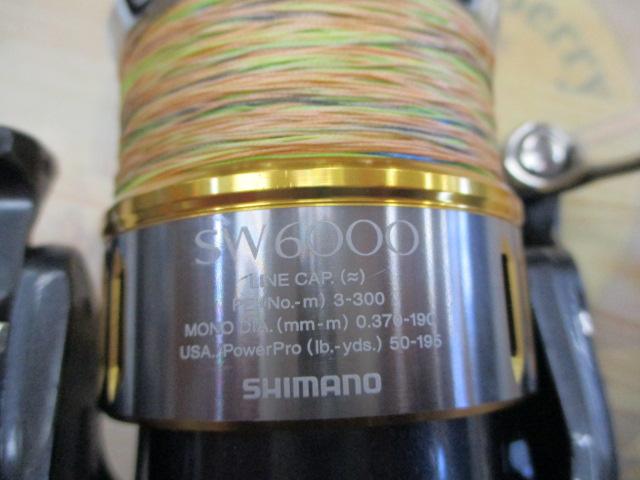 SW6000
LINE CAP. (≈)
PE (No.-m) 3-300
MONO DIA. (mm-m) 0.370-190
USA./PowerPro (lb.-yds.) 50-195
SHIMANO